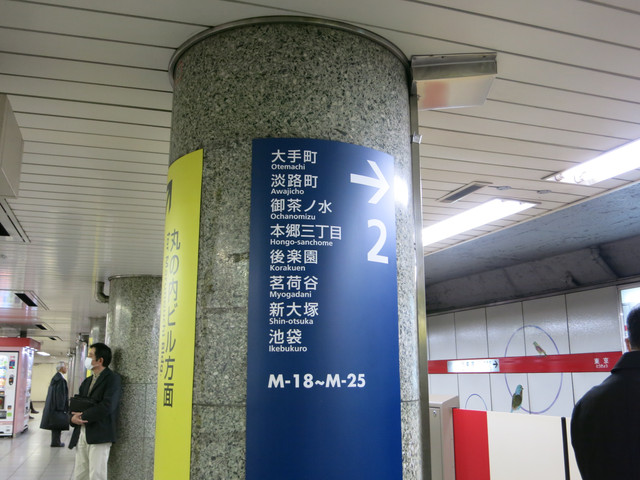 大手町
Otemachi
淡路町
Awajicho
御茶ノ水
Ochanomizu
本郷三丁目
Hongo-sanchome
後楽園
Korakuen
茗荷谷
Myogadani
新大塚
Shin-otsuka
池袋
Ikebukuro
M-18~M-25
→
2
丸の内ビル方面
東京